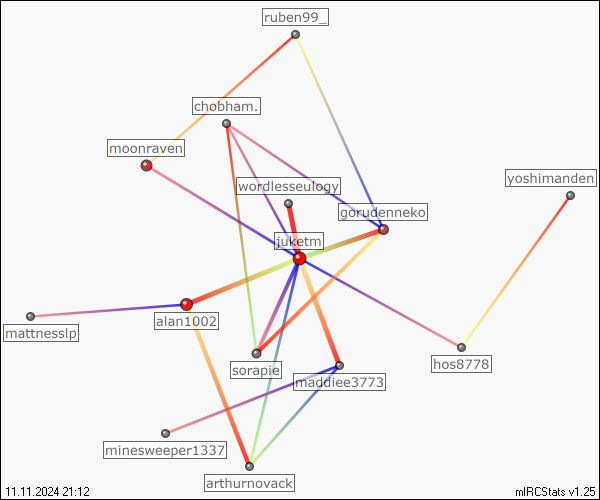 ruben99_
chobham.
moonraven
yoshimanden
wordlesseulogy
gorudenneko
juketm
alan1002
mattnesslp
hos8778
sorapie
maddiee3773
minesweeper1337
arthurnovack
11.11.2024 21:12
mIRCStats v1.25